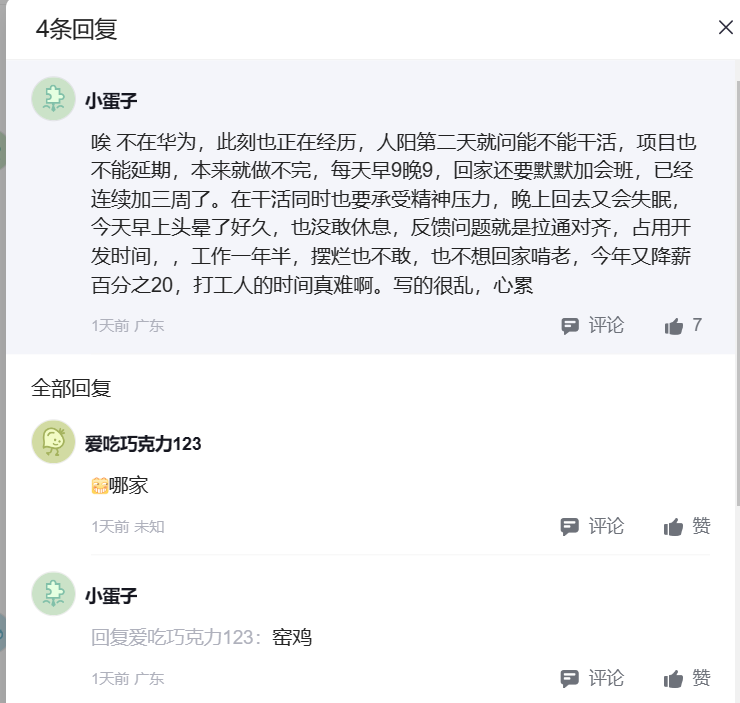 4条回复
小蛋子
唉 不在华为，此刻也正在经历，人阳第二天就问能不能干活，项目也
不能延期，本来就做不完，每天早9晚9，回家还要默默加会班，已经
连续加三周了。在干活同时也要承受精神压力，晚上回去又会失眠，
今天早上头晕了好久，也没敢休息，反馈问题就是拉通对齐，占用开
发时间，，工作一年半，摆烂也不敢，也不想回家啃老，今年又降薪
百分之20，打工人的时间真难啊。写的很乱，心累
1天前 广东
评论
7
全部回复
爱吃巧克力123
哪家
1天前 未知
评论
赞
小蛋子
回复爱吃巧克力123：窑鸡
1天前 广东
评论
赞